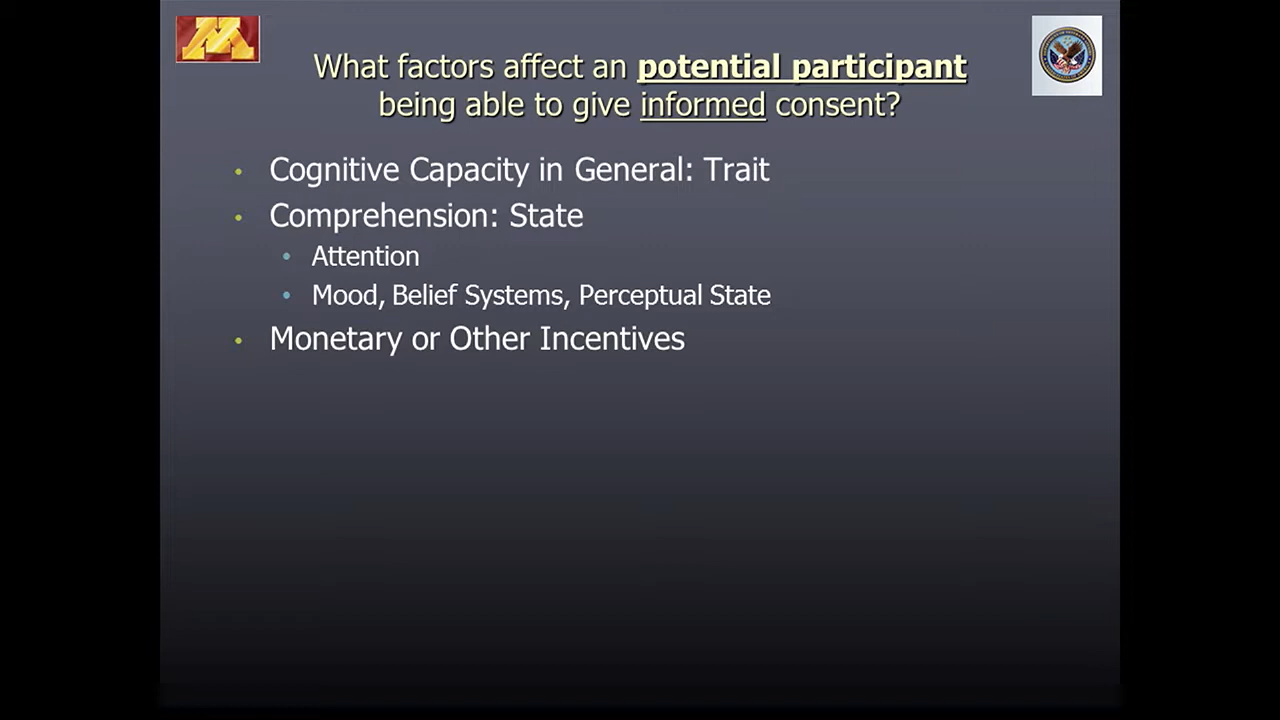 M
What factors affect an potential participant
being able to give informed consent?
• Cognitive Capacity in General: Trait
• Comprehension: State
• Attention
• Mood, Belief Systems, Perceptual State
• Monetary or Other Incentives